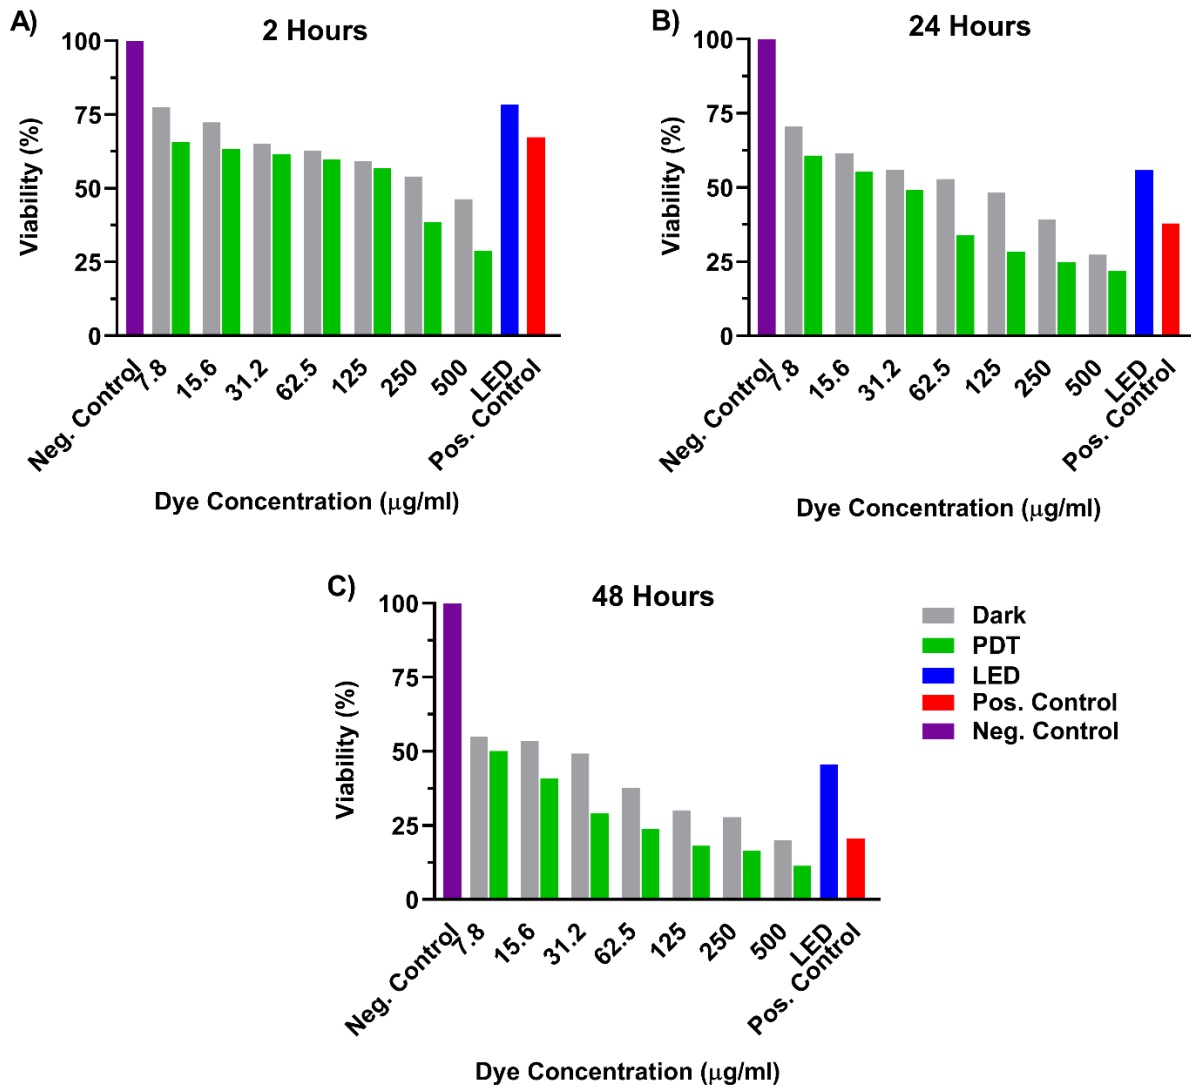 A)
2 Hours
Viability (%)
100
75
50
25
0
Neg. Control
7.8
15.6
31.2
62.5
125
250
500
LED
Pos. Control
Dye Concentration (μg/ml)
B)
24 Hours
Viability (%)
100
75
50
25
0
Neg. Control
7.8
15.6
31.2
62.5
125
250
500
LED
Pos. Control
Dye Concentration (μg/ml)
C)
48 Hours
Viability (%)
100
75
50
25
0
Neg. Control
7.8
15.6
31.2
62.5
125
250
500
LED
Pos. Control
Dye Concentration (μg/ml)
Dark
PDT
LED
Pos. Control
Neg. Control